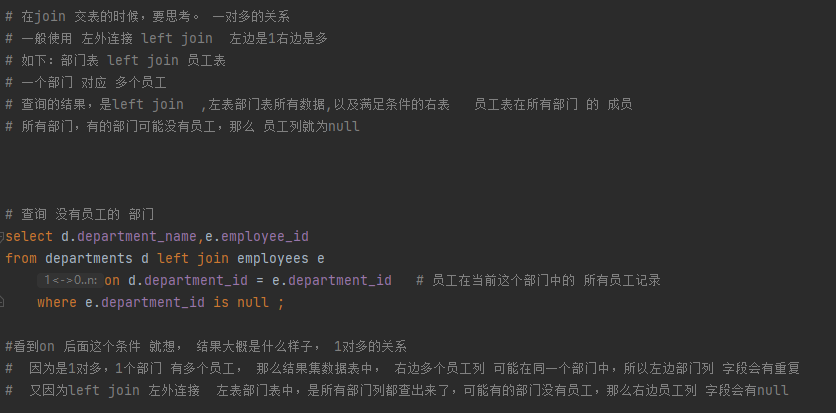 # 在join 交表的时候，要思考。 一对多的关系
# 一般使用 左外连接 left join  左边是1右边是多
# 如下：部门表 left join 员工表
# 一个部门 对应 多个员工
# 查询的结果，是left join  ,左表部门表所有数据,以及满足条件的右表   员工表在所有部门 的 成员
# 所有部门，有的部门可能没有员工，那么 员工列就为null
# 查询 没有员工的 部门
select d.department_name,e.employee_id
from departments d left join employees e
1<->0..n: on d.department_id = e.department_id   # 员工在当前这个部门中的 所有员工记录
where e.department_id is null ;
#看到on 后面这个条件 就想， 结果大概是什么样子， 1对多的关系
#  因为是1对多，1个部门 有多个员工， 那么结果集数据表中， 右边多个员工列 可能在同一个部门中，所以左边部门列 字段会有重复
#  又因为left join 左外连接  左表部门表中，是所有部门列都查出来了，可能有的部门没有员工，那么右边员工列 字段会有null